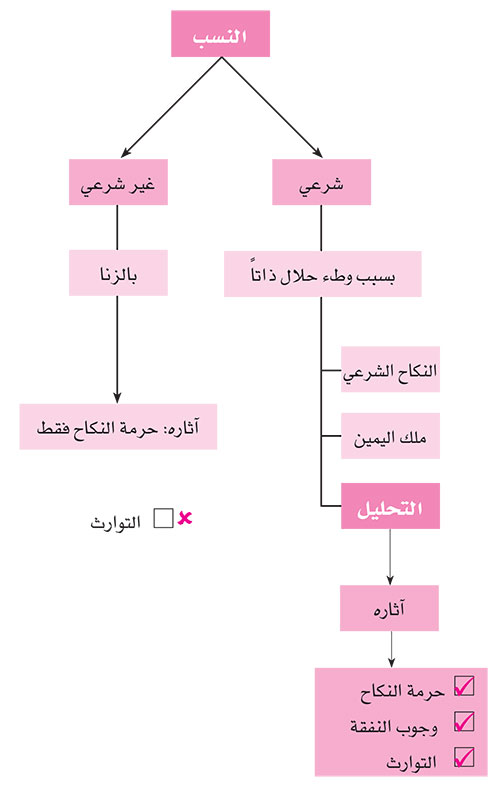 النسب
شرعي
غير شرعي
بسبب وطء حلال ذاتاً
بالزنا
النكاح الشرعي
ملك اليمين
آثاره: حرمة النكاح فقط
التحليل
التوارث
آثاره
حرمة النكاح
وجوب النفقة
التوارث